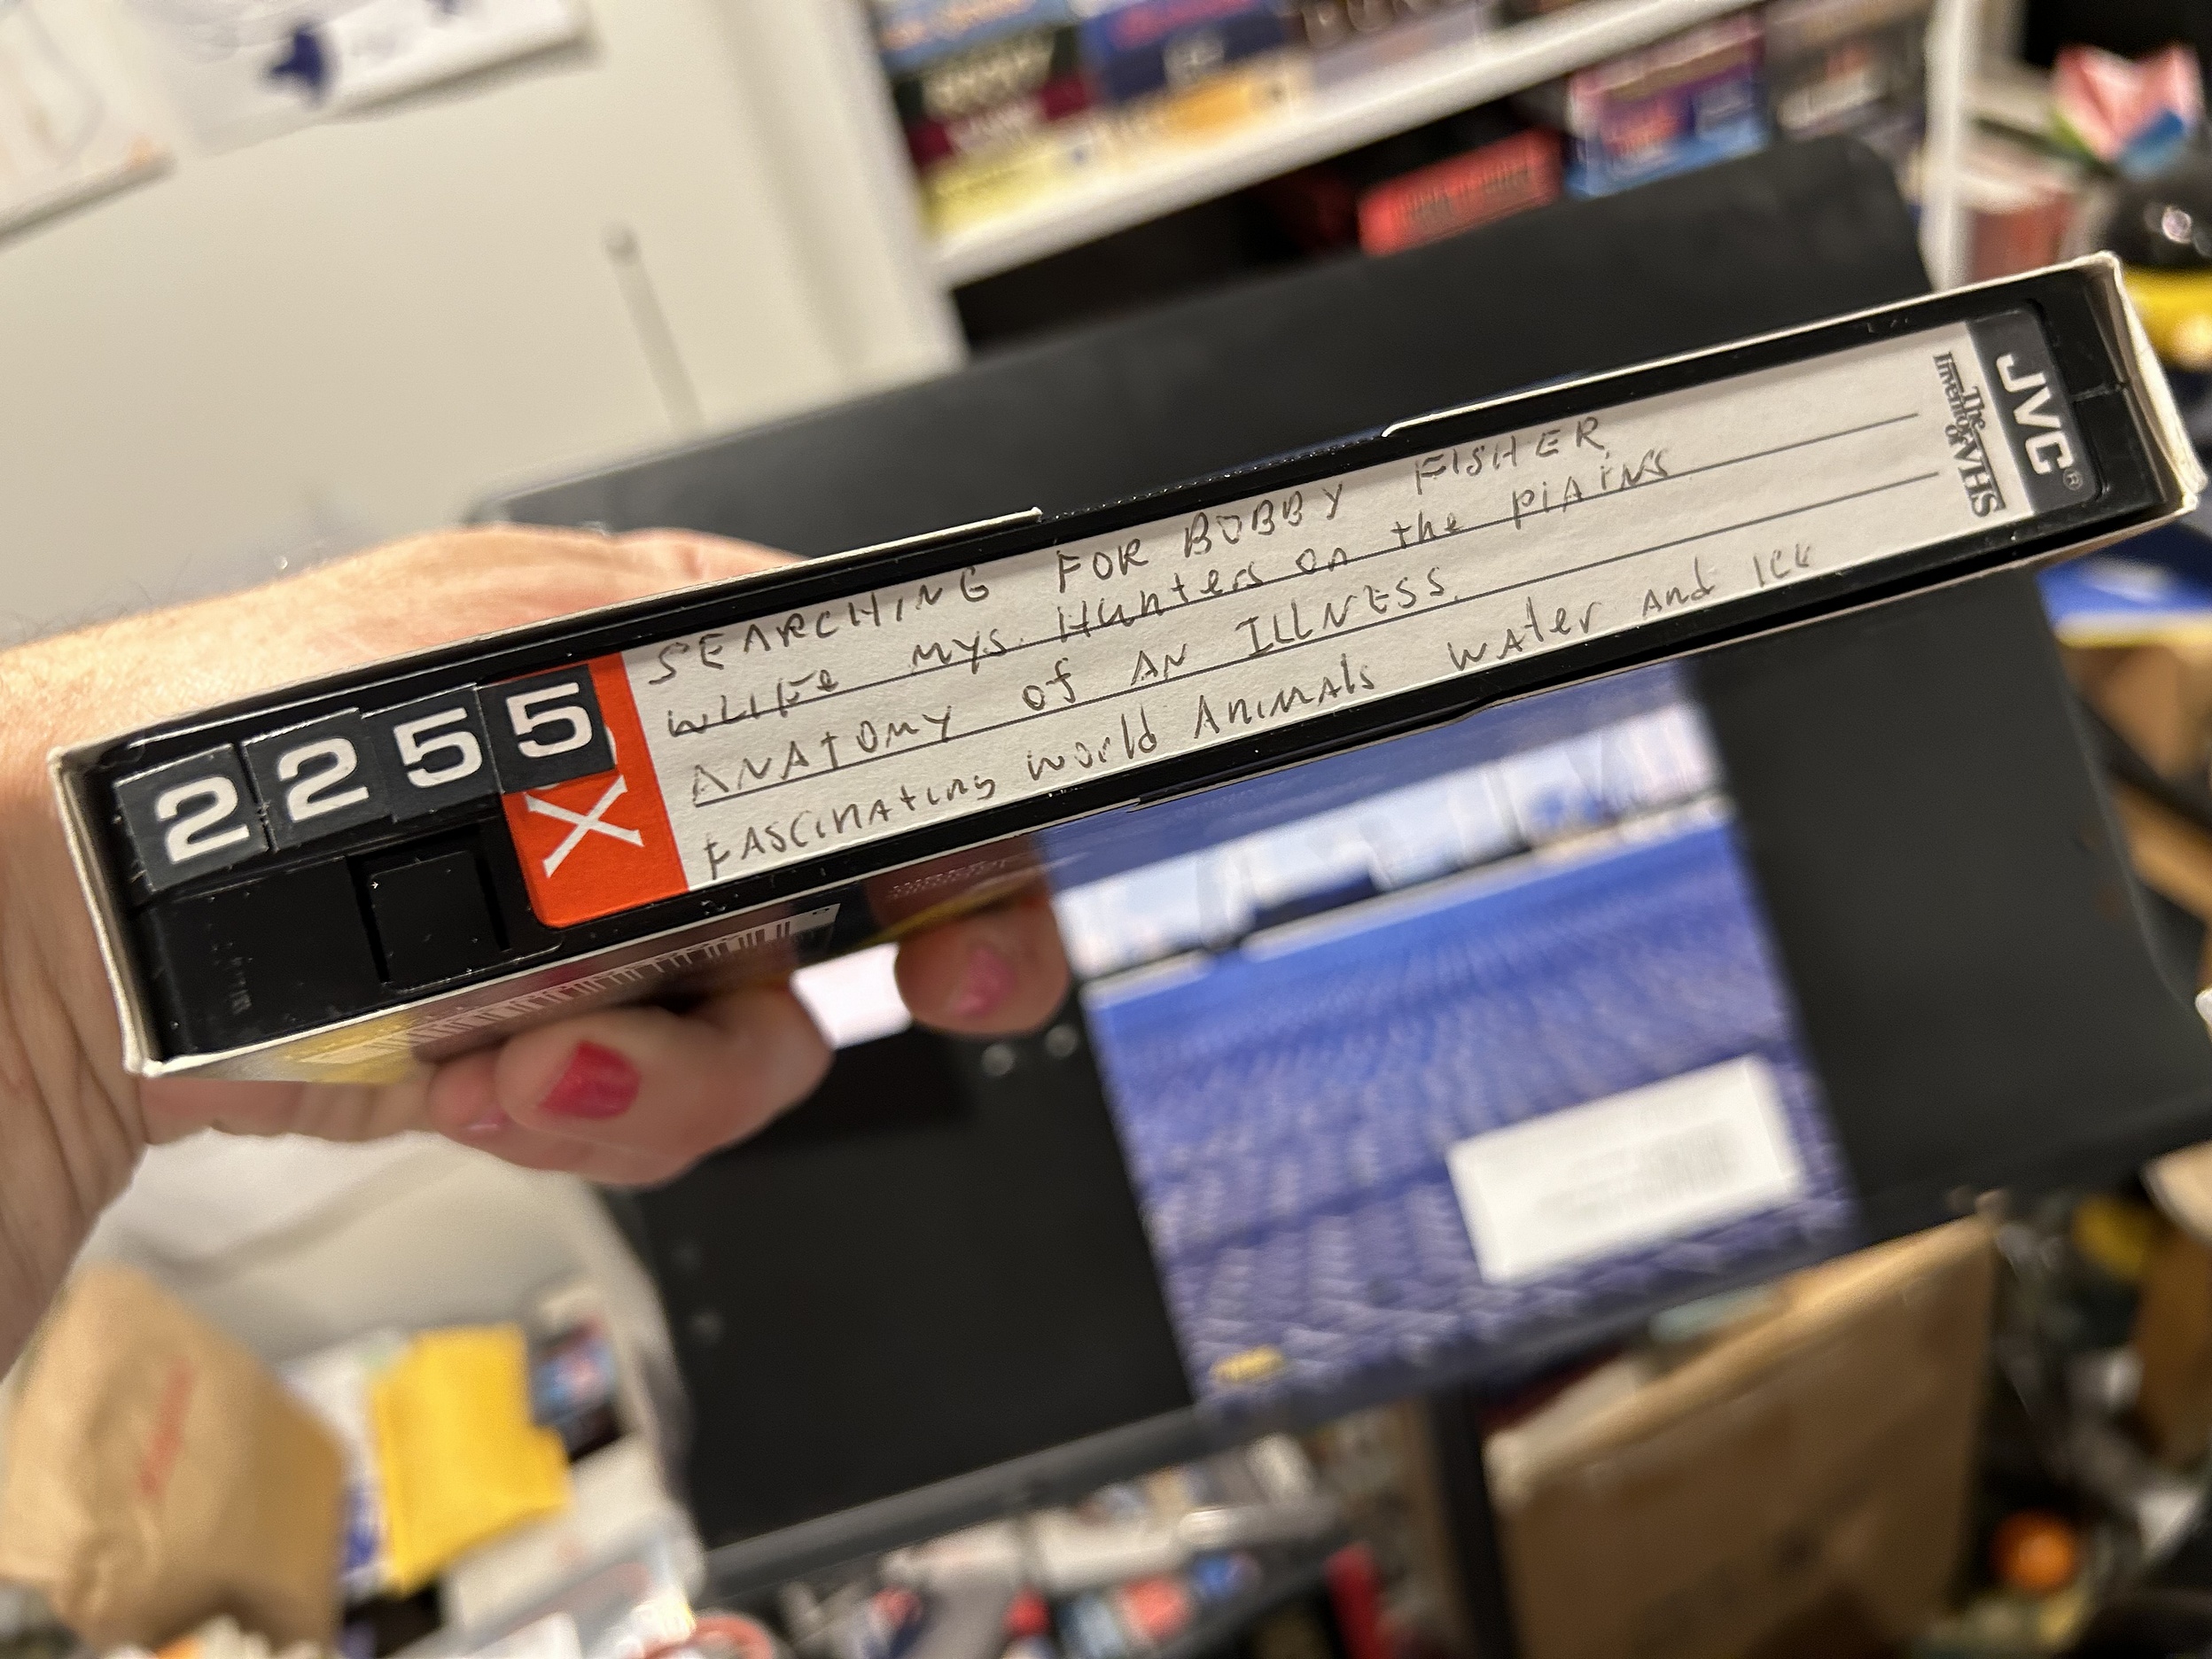 2255
X
SEARCHING FOR BOBBY FISHER
WLIFe MYS. Hunters on the plAiNS
ANATOMY of AN ILLNESS
FASCINAting World ANIMAls WAter ANd ICE
The
Inventor
of VHS
JVC®